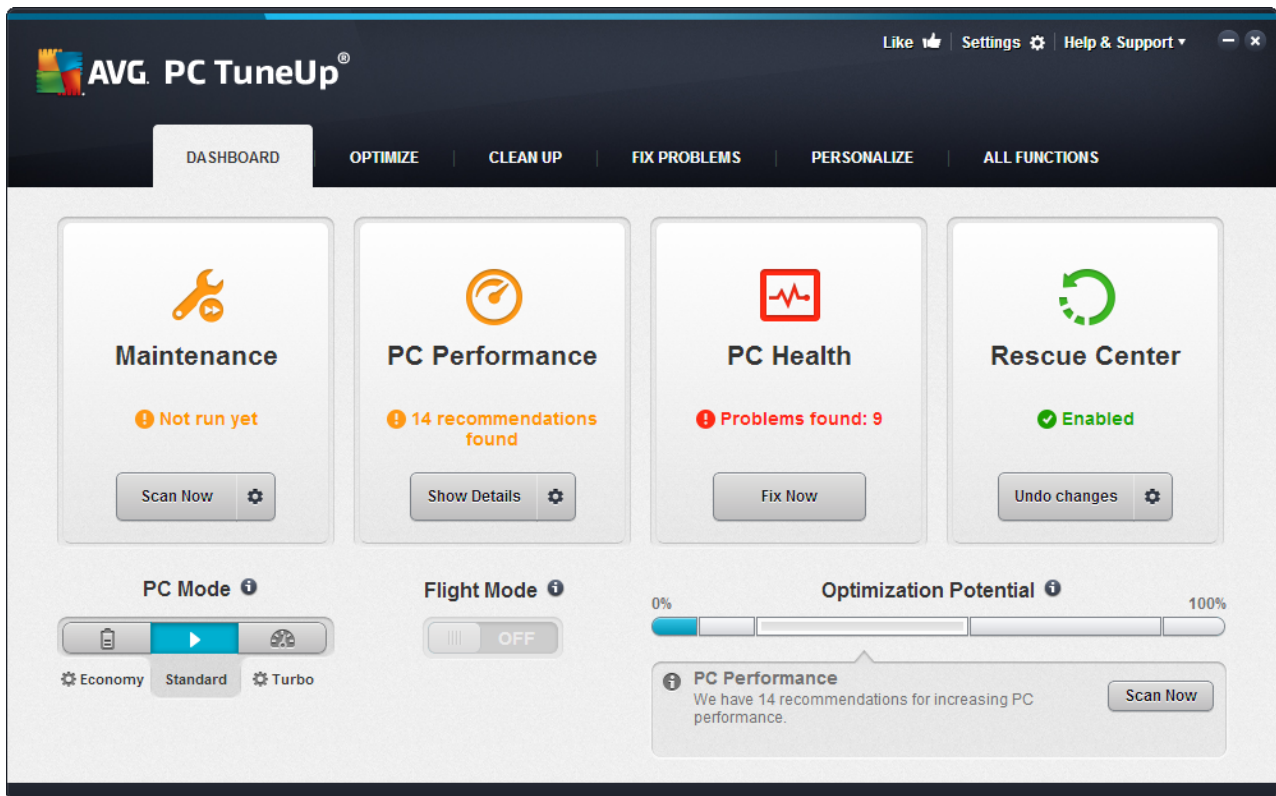 Like Settings Help & Support
AVG. PC TuneUp®
DASHBOARD OPTIMIZE CLEAN UP FIX PROBLEMS PERSONALIZE ALL FUNCTIONS
Maintenance
Not run yet
Scan Now
PC Performance
14 recommendations
found
Show Details
PC Health
Problems found: 9
Fix Now
Rescue Center
Enabled
Undo changes
PC Mode
Economy Standard Turbo
Flight Mode
OFF
Optimization Potential
0% 100%
PC Performance
We have 14 recommendations for increasing PC
performance.
Scan Now